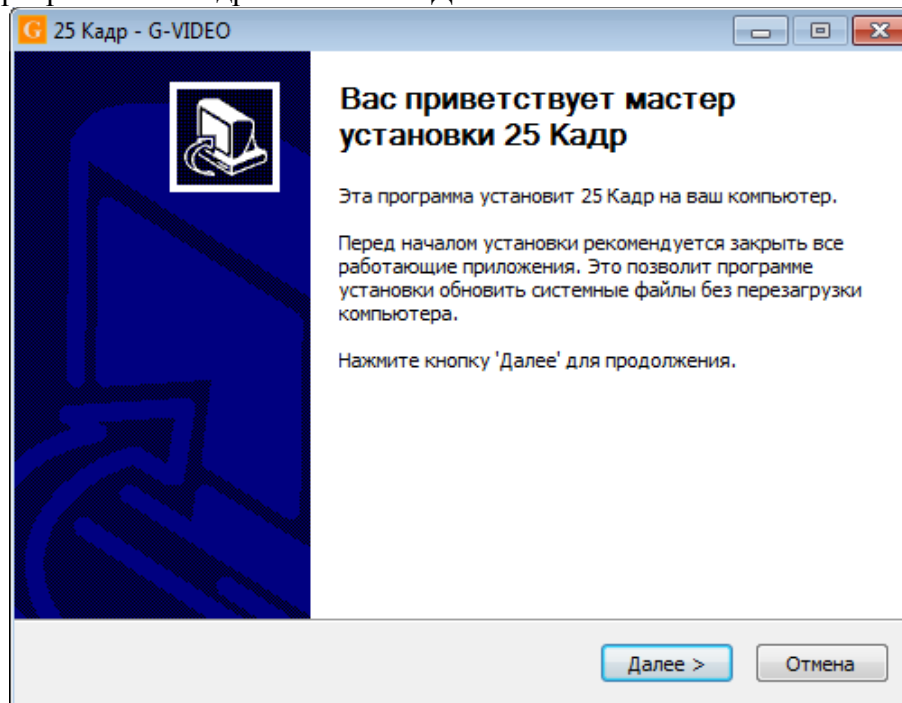 G 25 Кадр - G-VIDEO
Вас приветствует мастер
установки 25 Кадр
Эта программа установит 25 Кадр на ваш компьютер.
Перед началом установки рекомендуется закрыть все
работающие приложения. Это позволит программе
установки обновить системные файлы без перезагрузки
компьютера.
Нажмите кнопку 'Далее' для продолжения.
Далее > Отмена